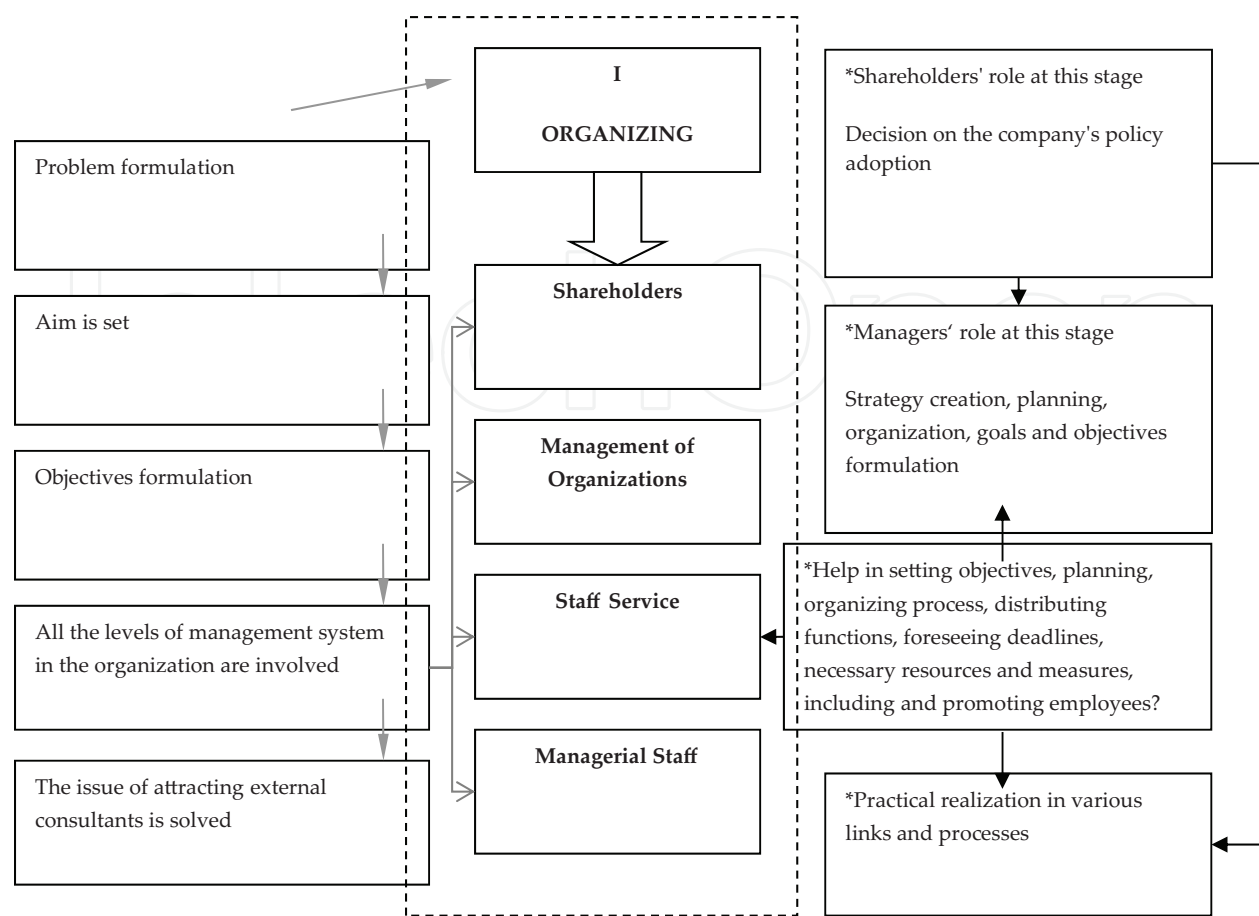 I
ORGANIZING
Problem formulation
Aim is set
Objectives formulation
All the levels of management system
in the organization are involved
The issue of attracting external
consultants is solved
Shareholders
Management of
Organizations
Staff Service
Managerial Staff
*Shareholders' role at this stage
Decision on the company's policy
adoption
*Managers‘ role at this stage
Strategy creation, planning,
organization, goals and objectives
formulation
*Help in setting objectives, planning,
organizing process, distributing
functions, foreseeing deadlines,
necessary resources and measures,
including and promoting employees?
*Practical realization in various
links and processes